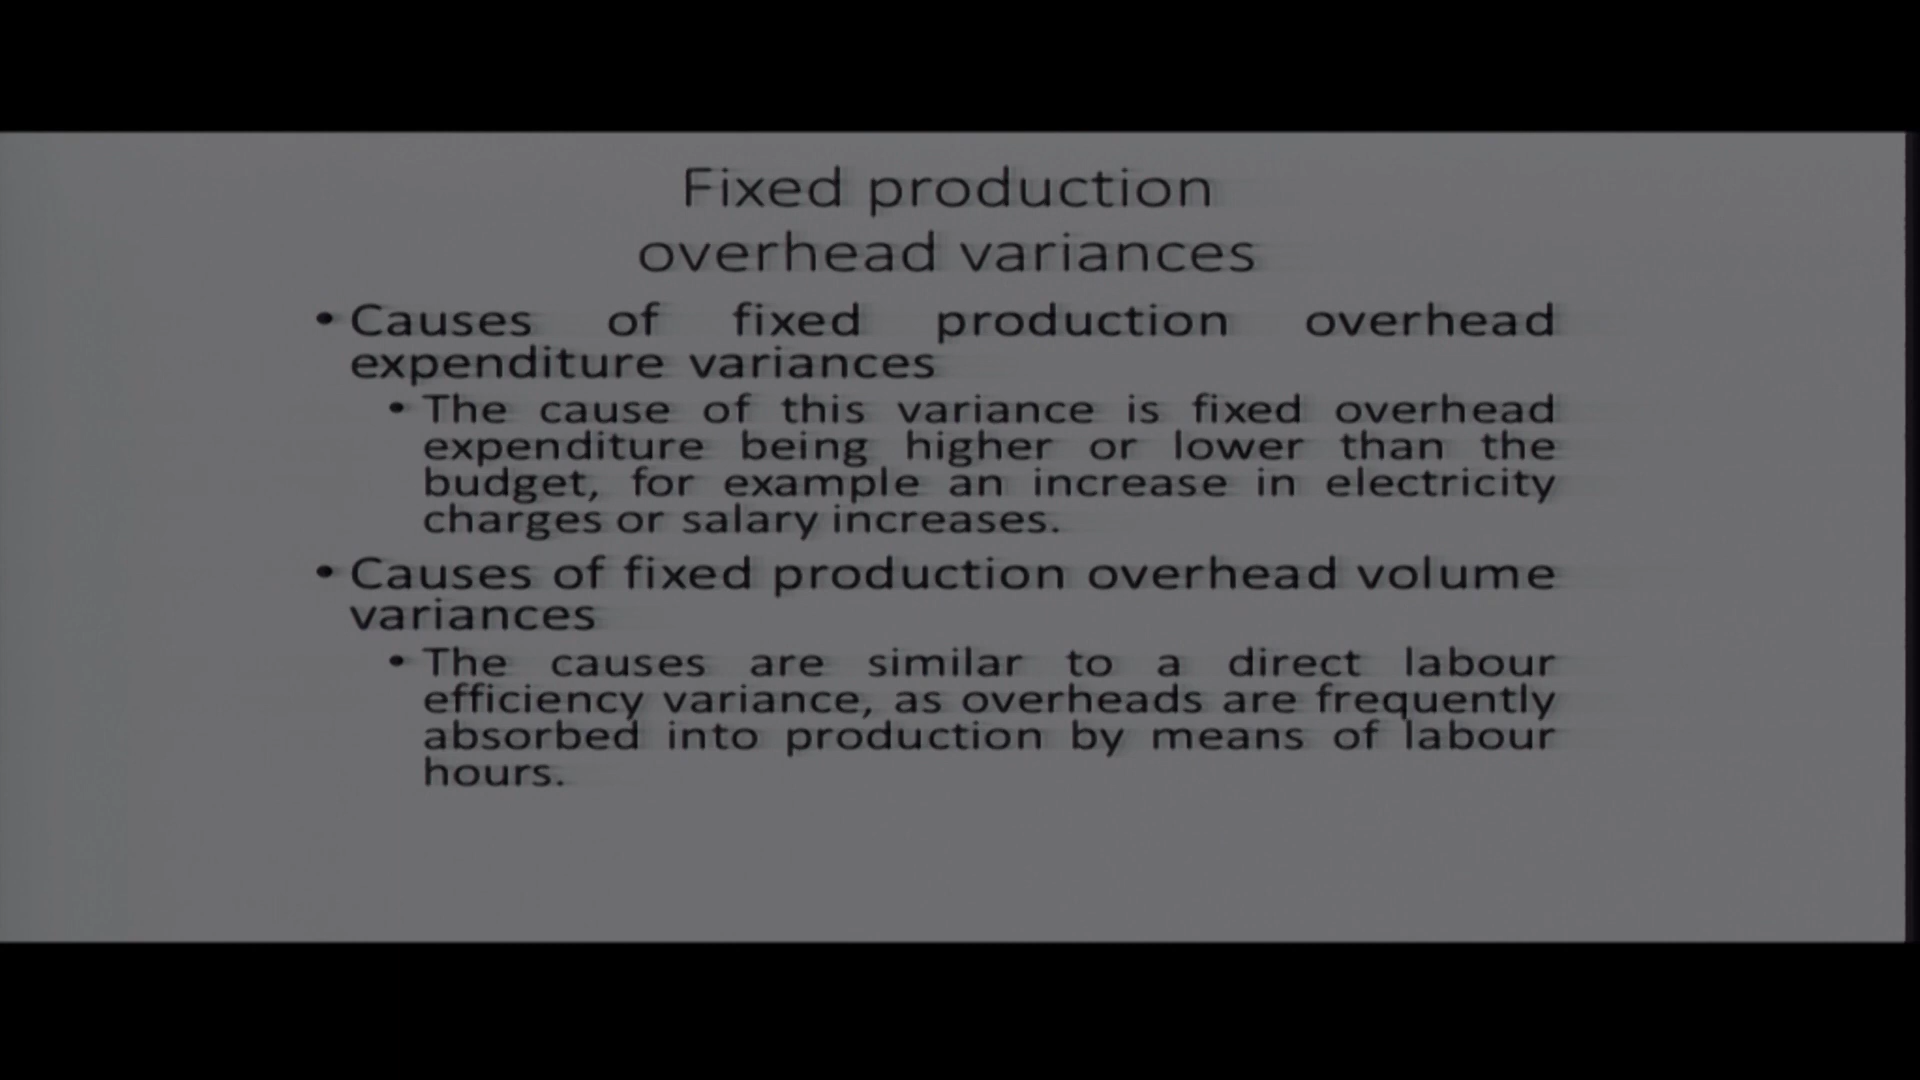 Fixed production
overhead variances
• Causes of fixed production overhead
expenditure variances
• The cause of this variance is fixed overhead
expenditure being higher or lower than the
budget, for example an increase in electricity
charges or salary increases.
• Causes of fixed production overhead volume
variances
• The causes are similar to a direct labour
efficiency variance, as overheads are frequently
absorbed into production by means of labour
hours.